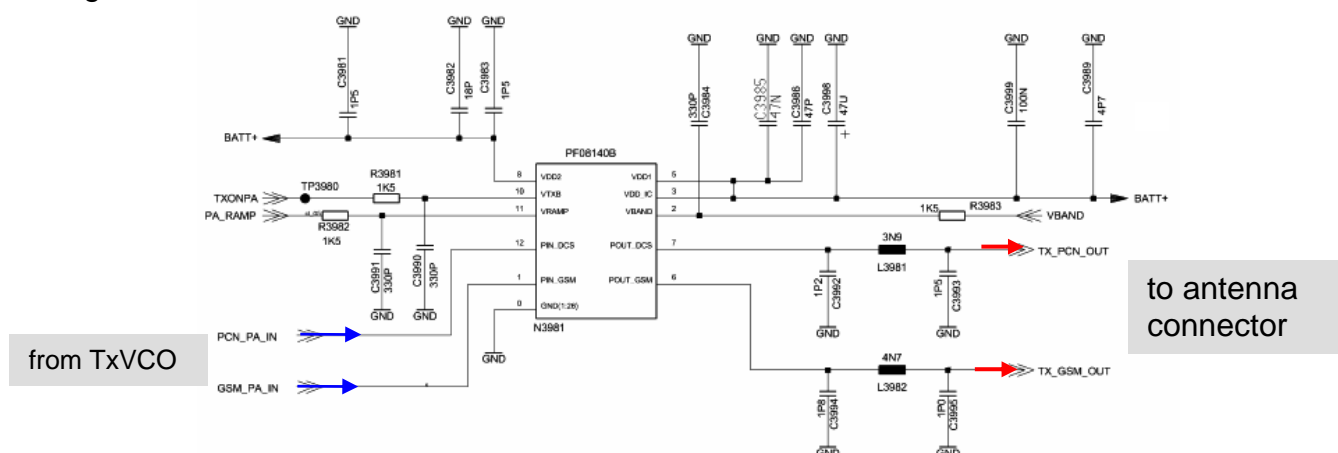 GND
GND
GND
GND
GND
GND
GND
GND
GND
C3981
1P5
C3982
18P
C3983
1P5
330P
C3984
C3985
47N
C3986
47P
C3998
47U
+
C3999
100N
C3989
4P7
BATT+
PF08140B
8 VDD2 VDD1 5
TXONPA TP3980 R3981
1K5
10 VTXB VDD_IC 3
BATT+
PA_RAMP
R3982
1K5
11 VRAMP VBAND 2
1K5 R3983
VBAND
12 PIN_DCS POUT_DCS 7
3N9
L3981
TX_PCN_OUT
C3991
330P
C3990
330P
1 PIN_GSM POUT_GSM 6
1P2
C3992
1P5
C3993
0 GND(1:26)
N3981
GND
GND
GND
GND
GND
to antenna
connector
PCN_PA_IN
from TxVCO
GSM_PA_IN
4N7
L3982
TX_GSM_OUT
1P8
C3994
1P0
C3995
GND
GND